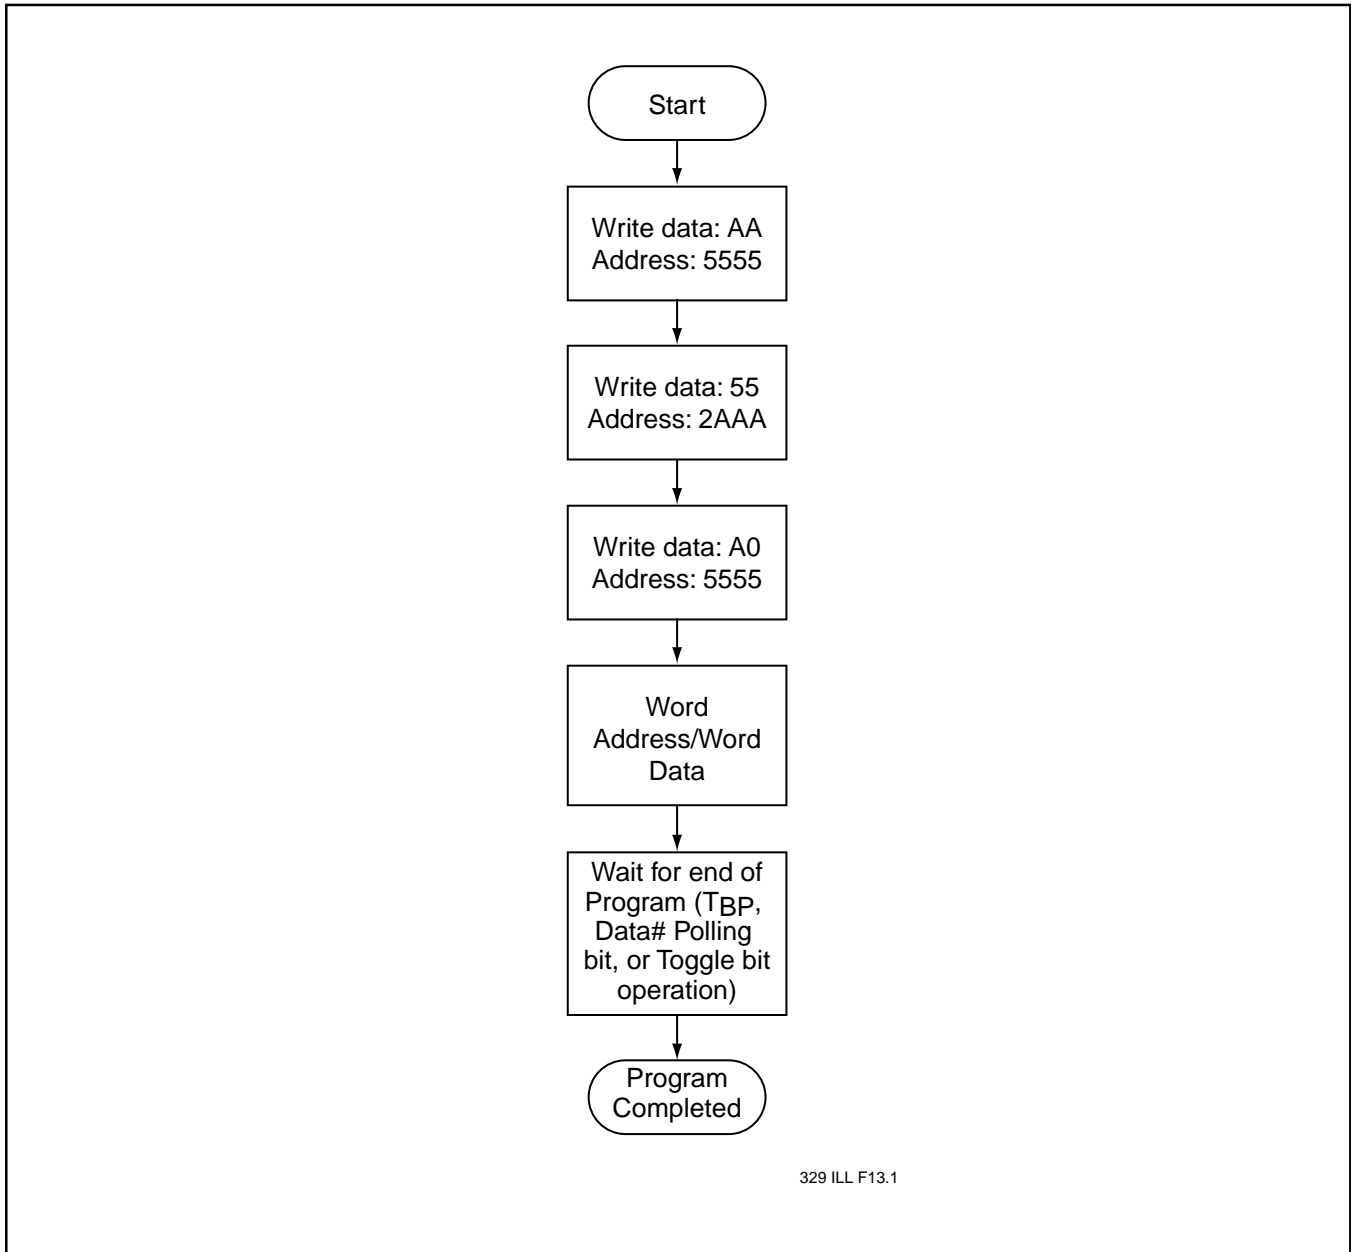 Start
Write data: AA
Address: 5555
Write data: 55
Address: 2AAA
Write data: A0
Address: 5555
Word
Address/Word
Data
Wait for end of
Program (TBP,
Data# Polling
bit, or Toggle bit
operation)
Program
Completed
329 ILL F13.1